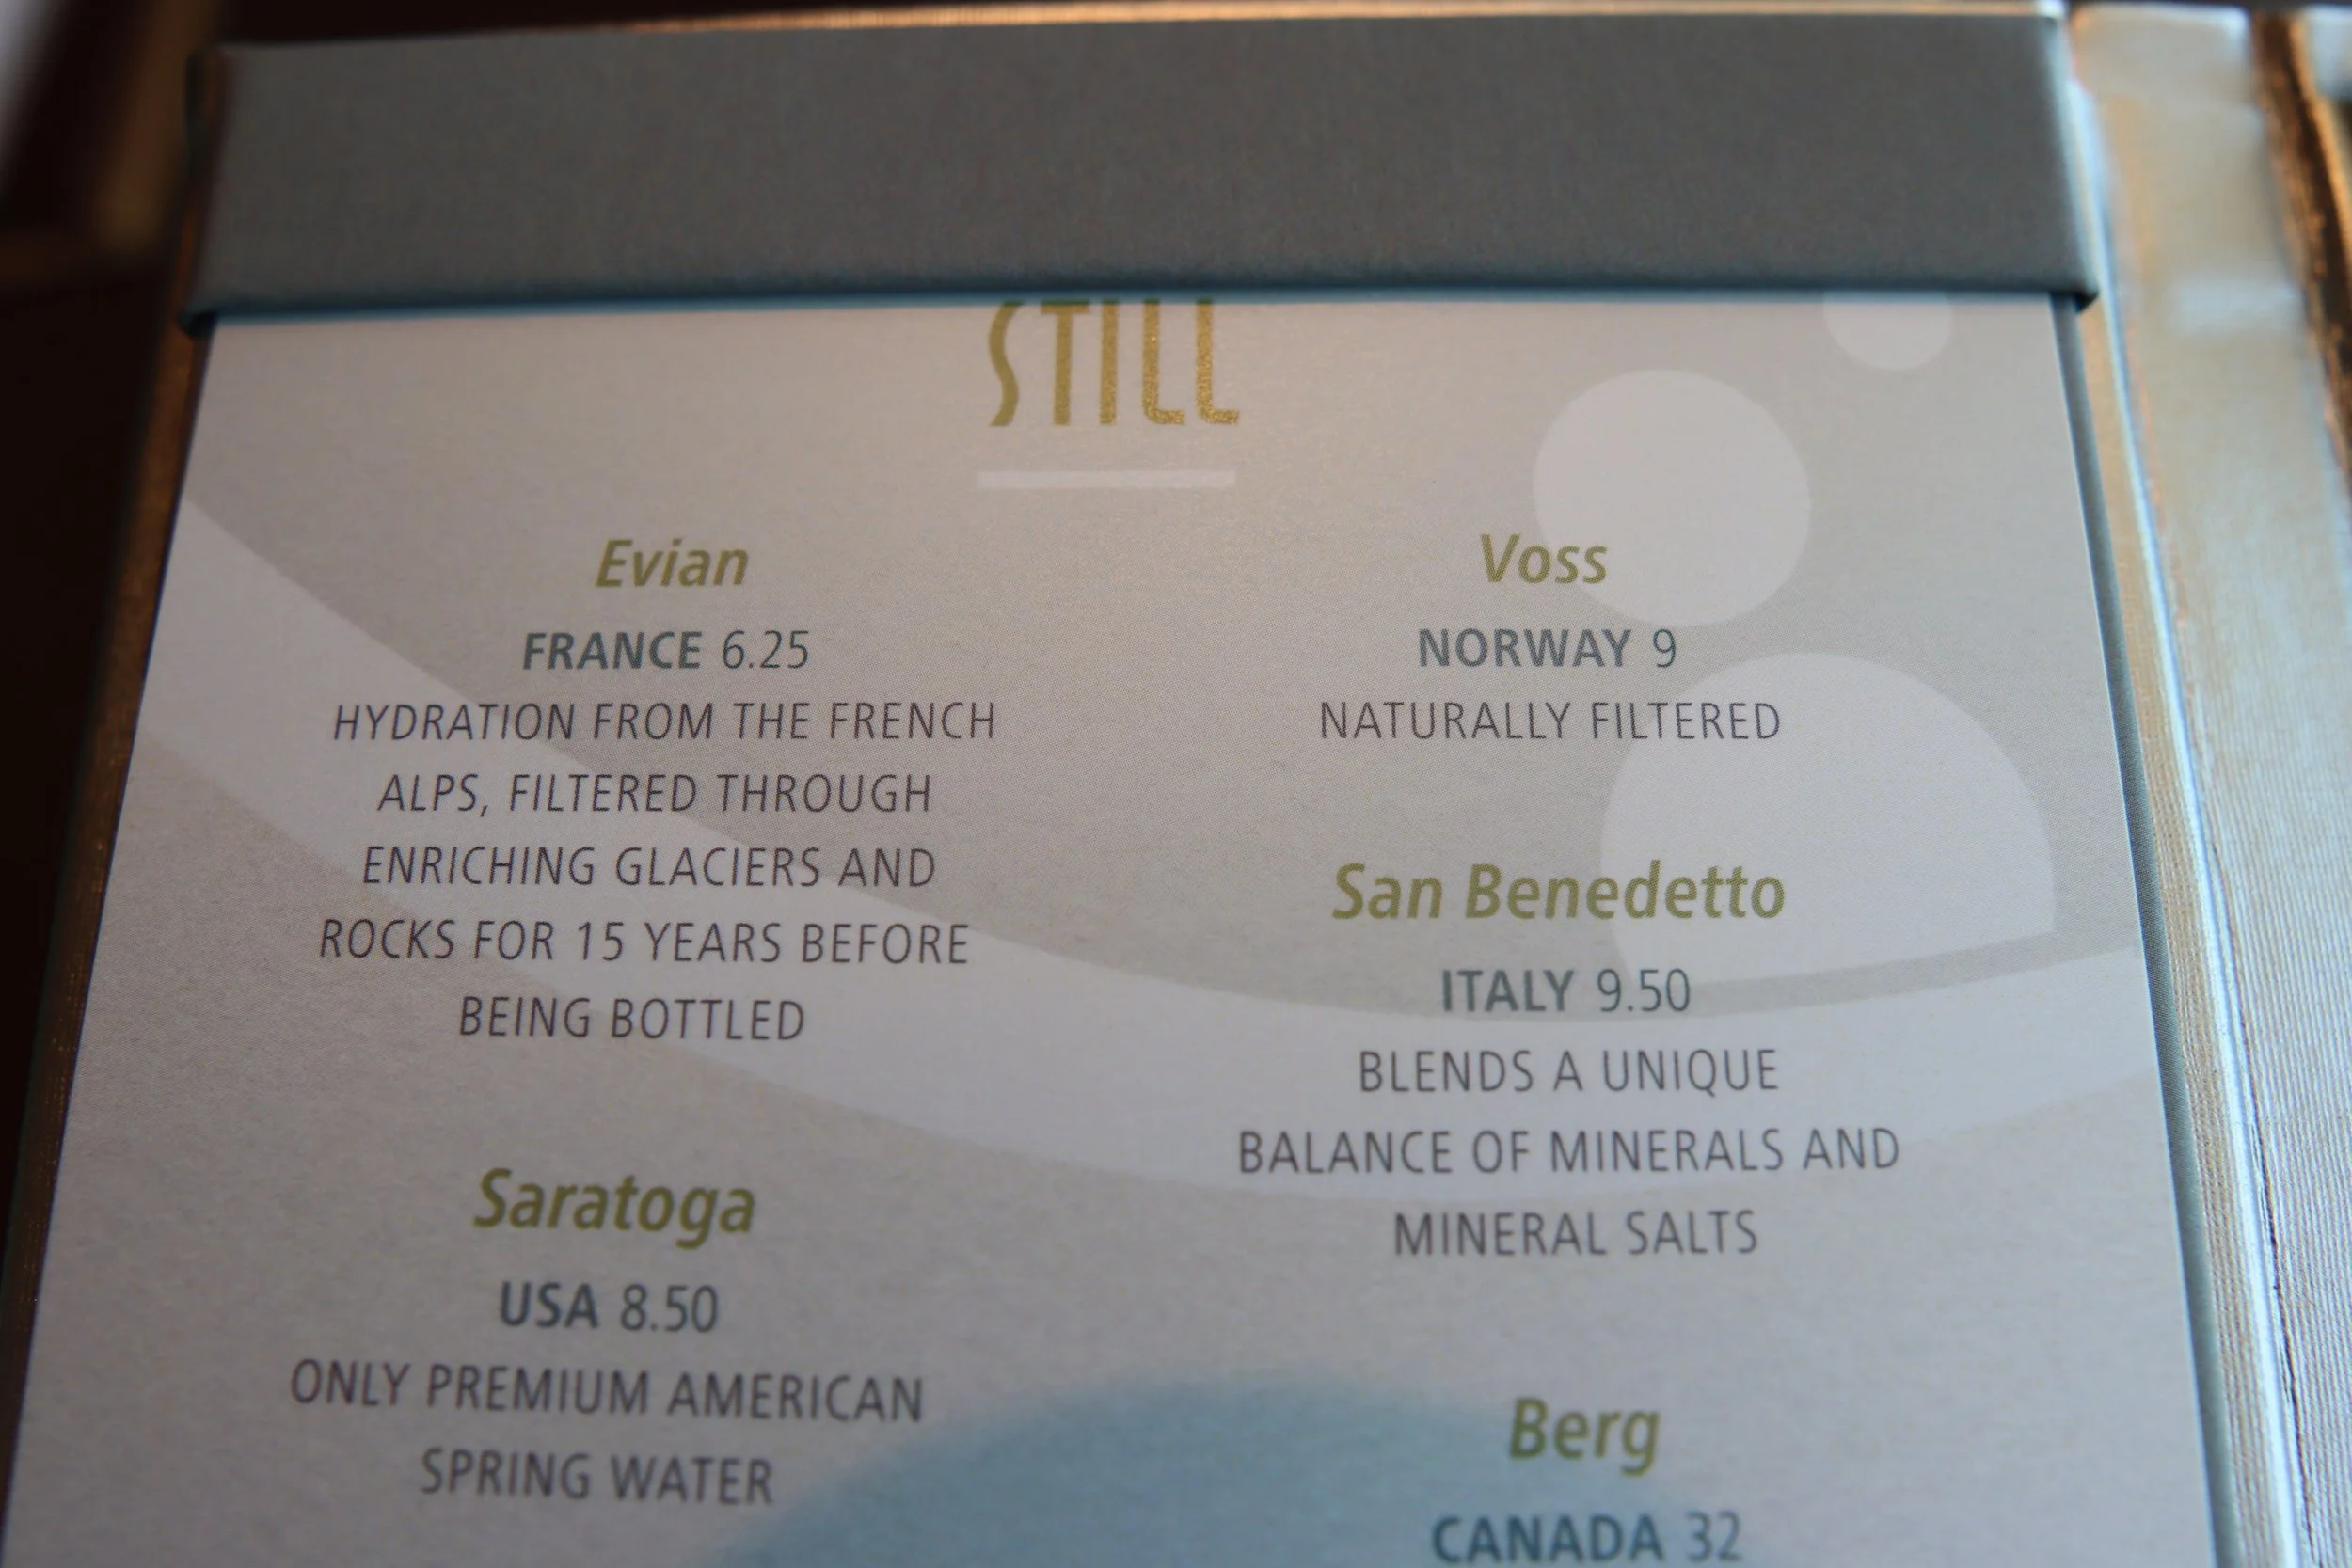 STILL
Evian
FRANCE 6.25
HYDRATION FROM THE FRENCH
ALPS, FILTERED THROUGH
ENRICHING GLACIERS AND
ROCKS FOR 15 YEARS BEFORE
BEING BOTTLED
Saratoga
USA 8.50
ONLY PREMIUM AMERICAN
SPRING WATER
Voss
NORWAY 9
NATURALLY FILTERED
San Benedetto
ITALY 9.50
BLENDS A UNIQUE
BALANCE OF MINERALS AND
MINERAL SALTS
Berg
CANADA 32